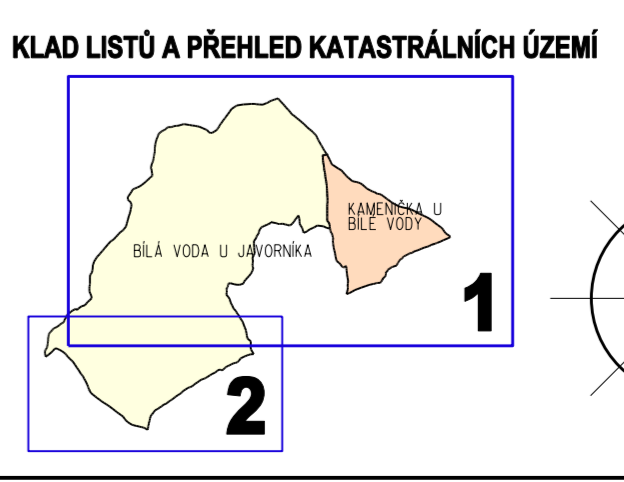 KLAD LISTŮ A PŘEHLED KATASTRÁLNÍCH ÚZEMÍ
KAMENIČKA U
BÍLÉ VODY
BÍLÁ VODA U JAVORNÍKA
1
2